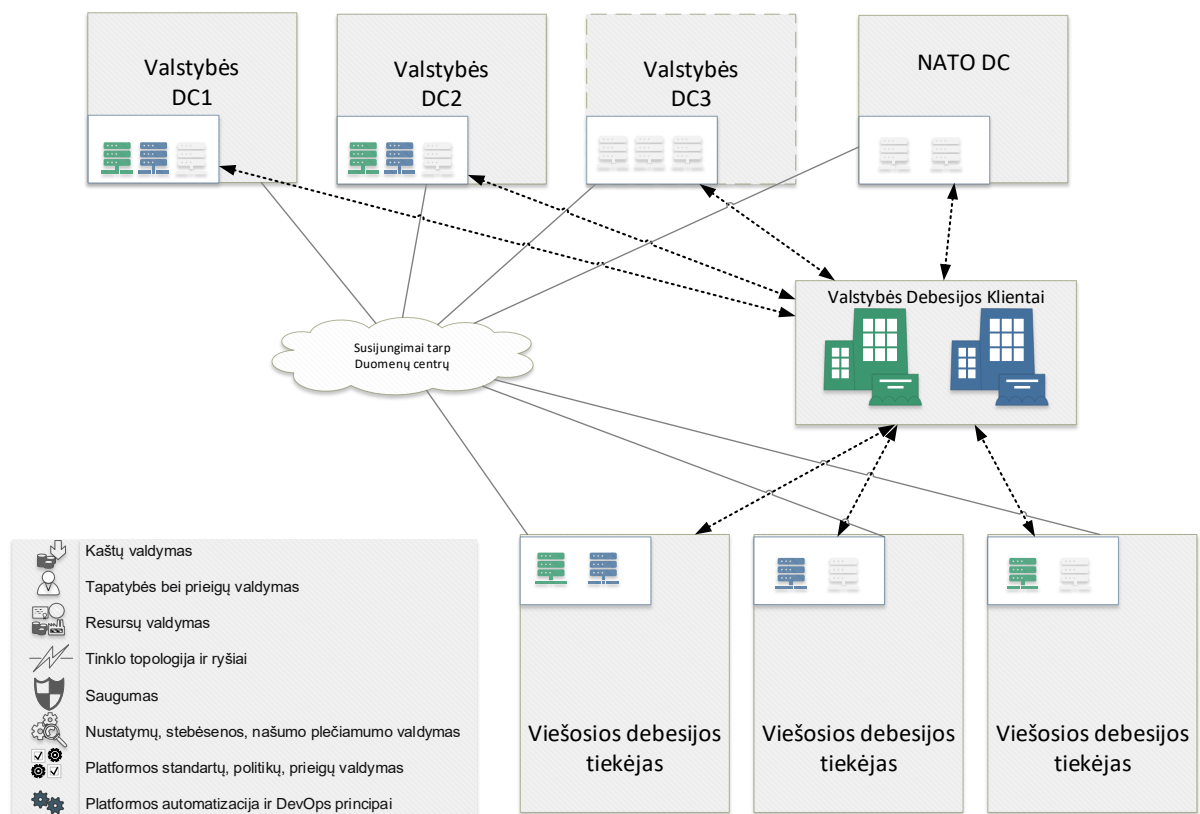 Valstybės
DC1
Valstybės
DC2
Valstybės
DC3
NATO DC
Valstybės Debesijos Klientai
Susijungimai tarp
Duomenų centrų
Kaštų valdymas
Tapatybės bei prieigų valdymas
Resursų valdymas
Tinklo topologija ir ryšiai
Saugumas
Nustatymų, stebėsenos, našumo plečiamumo valdymas
Platformos standartų, politikų, prieigų valdymas
Platformos automatizacija ir DevOps principai
Viešosios debesijos
tiekėjas
Viešosios debesijos
tiekėjas
Viešosios debesijos
tiekėjas